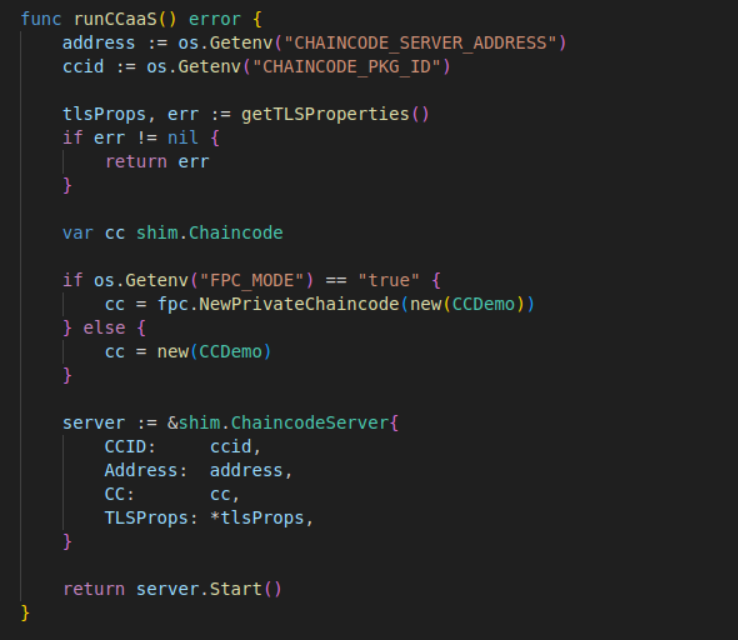 func runCCaaS() error {
    address := os.Getenv("CHAINCODE_SERVER_ADDRESS")
    ccid := os.Getenv("CHAINCODE_PKG_ID")

    tlsProps, err := getTLSProperties()
    if err != nil {
        return err
    }

    var cc shim.Chaincode

    if os.Getenv("FPC_MODE") == "true" {
        cc = fpc.NewPrivateChaincode(new(CCDemo))
    } else {
        cc = new(CCDemo)
    }

    server := &shim.ChaincodeServer{
        CCID:     ccid,
        Address:  address,
        CC:       cc,
        TLSProps: *tlsProps,
    }

    return server.Start()
}